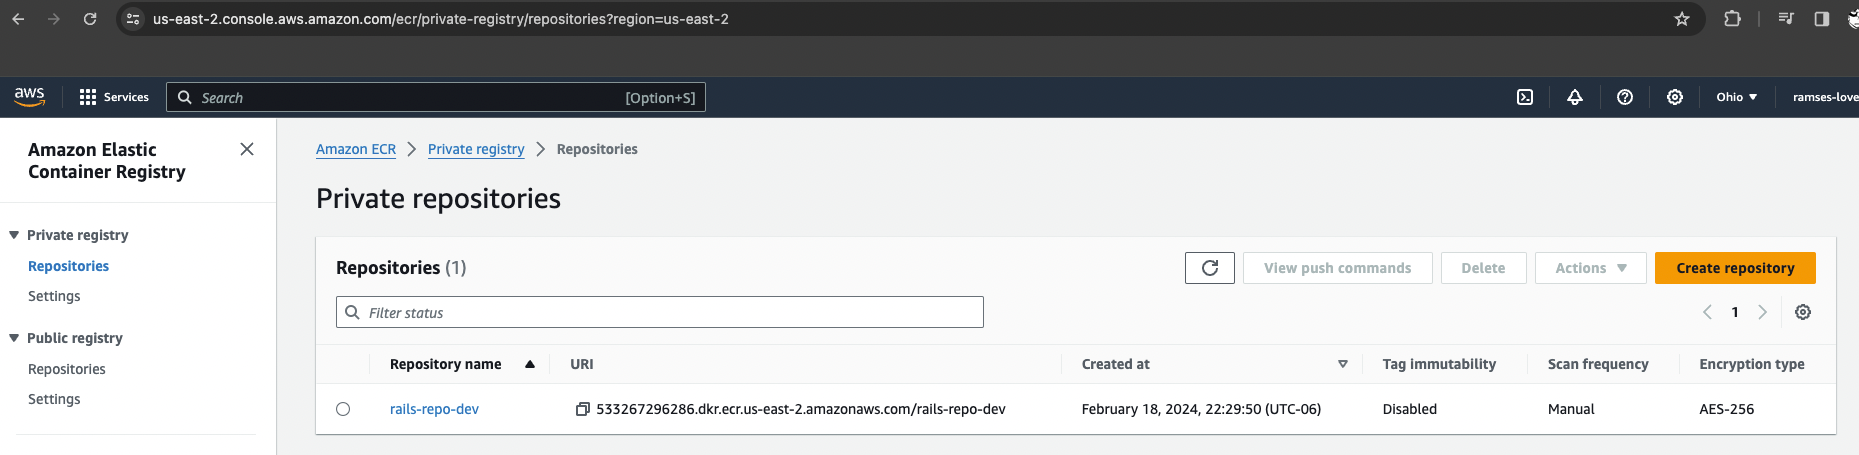 us-east-2.console.aws.amazon.com/ecr/private-registry/repositories?region=us-east-2
aws
Services
Search
[Option+S]
Ohio
ramses-love
Amazon Elastic
Container Registry
Private registry
Repositories
Settings
Public registry
Repositories
Settings
Amazon ECR
Private registry
Repositories
Private repositories
Repositories (1)
View push commands
Delete
Actions
Create repository
Filter status
1
Repository name
URI
Created at
Tag immutability
Scan frequency
Encryption type
rails-repo-dev
533267296286.dkr.ecr.us-east-2.amazonaws.com/rails-repo-dev
February 18, 2024, 22:29:50 (UTC-06)
Disabled
Manual
AES-256